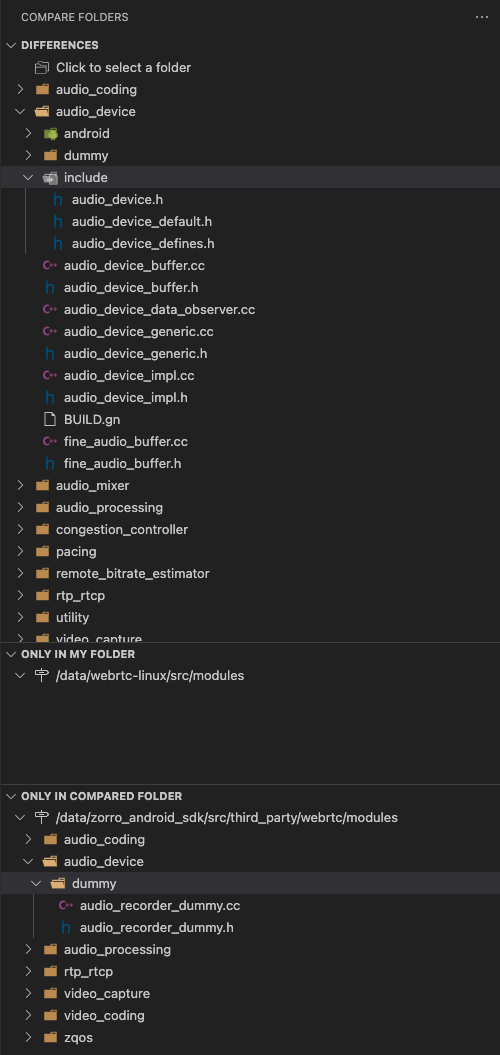 COMPARE FOLDERS
DIFFERENCES
Click to select a folder
audio_coding
audio_device
android
dummy
include
h audio_device.h
h audio_device_default.h
h audio_device_defines.h
C++ audio_device_buffer.cc
h audio_device_buffer.h
C++ audio_device_data_observer.cc
C++ audio_device_generic.cc
h audio_device_generic.h
C++ audio_device_impl.cc
h audio_device_impl.h
BUILD.gn
C++ fine_audio_buffer.cc
h fine_audio_buffer.h
audio_mixer
audio_processing
congestion_controller
pacing
remote_bitrate_estimator
rtp_rtcp
utility
video_capture
ONLY IN MY FOLDER
/data/webrtc-linux/src/modules
ONLY IN COMPARED FOLDER
/data/zorro_android_sdk/src/third_party/webrtc/modules
audio_coding
audio_device
dummy
C++ audio_recorder_dummy.cc
h audio_recorder_dummy.h
audio_processing
rtp_rtcp
video_capture
video_coding
zqos